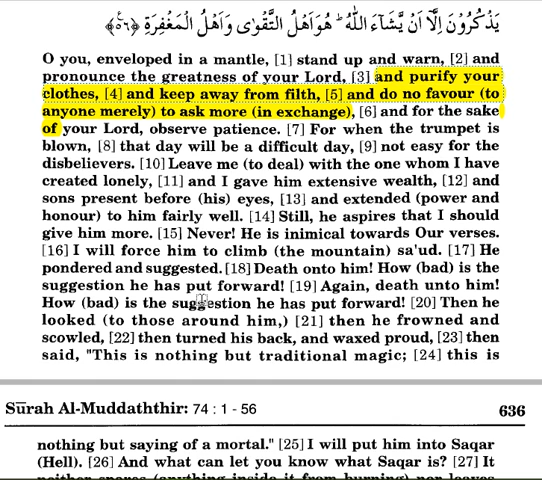 يَذْكُرُوْنَ اِلَّآ اَنْ يَّشَآءَ اللّٰهُ ؕ هُوَ اَهْلُ التَّقْوٰى وَ اَهْلُ الْمَغْفِرَةِ ﴿٥٦﴾
O you, enveloped in a mantle, [1] stand up and warn, [2] and
pronounce the greatness of your Lord, [3] and purify your
clothes, [4] and keep away from filth, [5] and do no favour (to
anyone merely) to ask more (in exchange), [6] and for the sake
of your Lord, observe patience. [7] For when the trumpet is
blown, [8] that day will be a difficult day, [9] not easy for the
disbelievers. [10] Leave me (to deal) with the one whom I have
created lonely, [11] and I gave him extensive wealth, [12] and
sons present before (his) eyes, [13] and extended (power and
honour) to him fairly well. [14] Still, he aspires that I should
give him more. [15] Never! He is inimical towards Our verses.
[16] I will force him to climb (the mountain) sa'ud. [17] He
pondered and suggested. [18] Death onto him! How (bad) is the
suggestion he has put forward! [19] Again, death unto him!
How (bad) is the suggestion he has put forward! [20] Then he
looked (to those around him,) [21] then he frowned and
scowled, [22] then turned his back, and waxed proud, [23] then
said, "This is nothing but traditional magic; [24] this is
Sūrah Al-Muddaththir: 74 : 1 - 56 636
nothing but saying of a mortal." [25] I will put him into Saqar
(Hell). [26] And what can let you know what Saqar is? [27] It
neither spares (anything inside it from burning) nor leaves